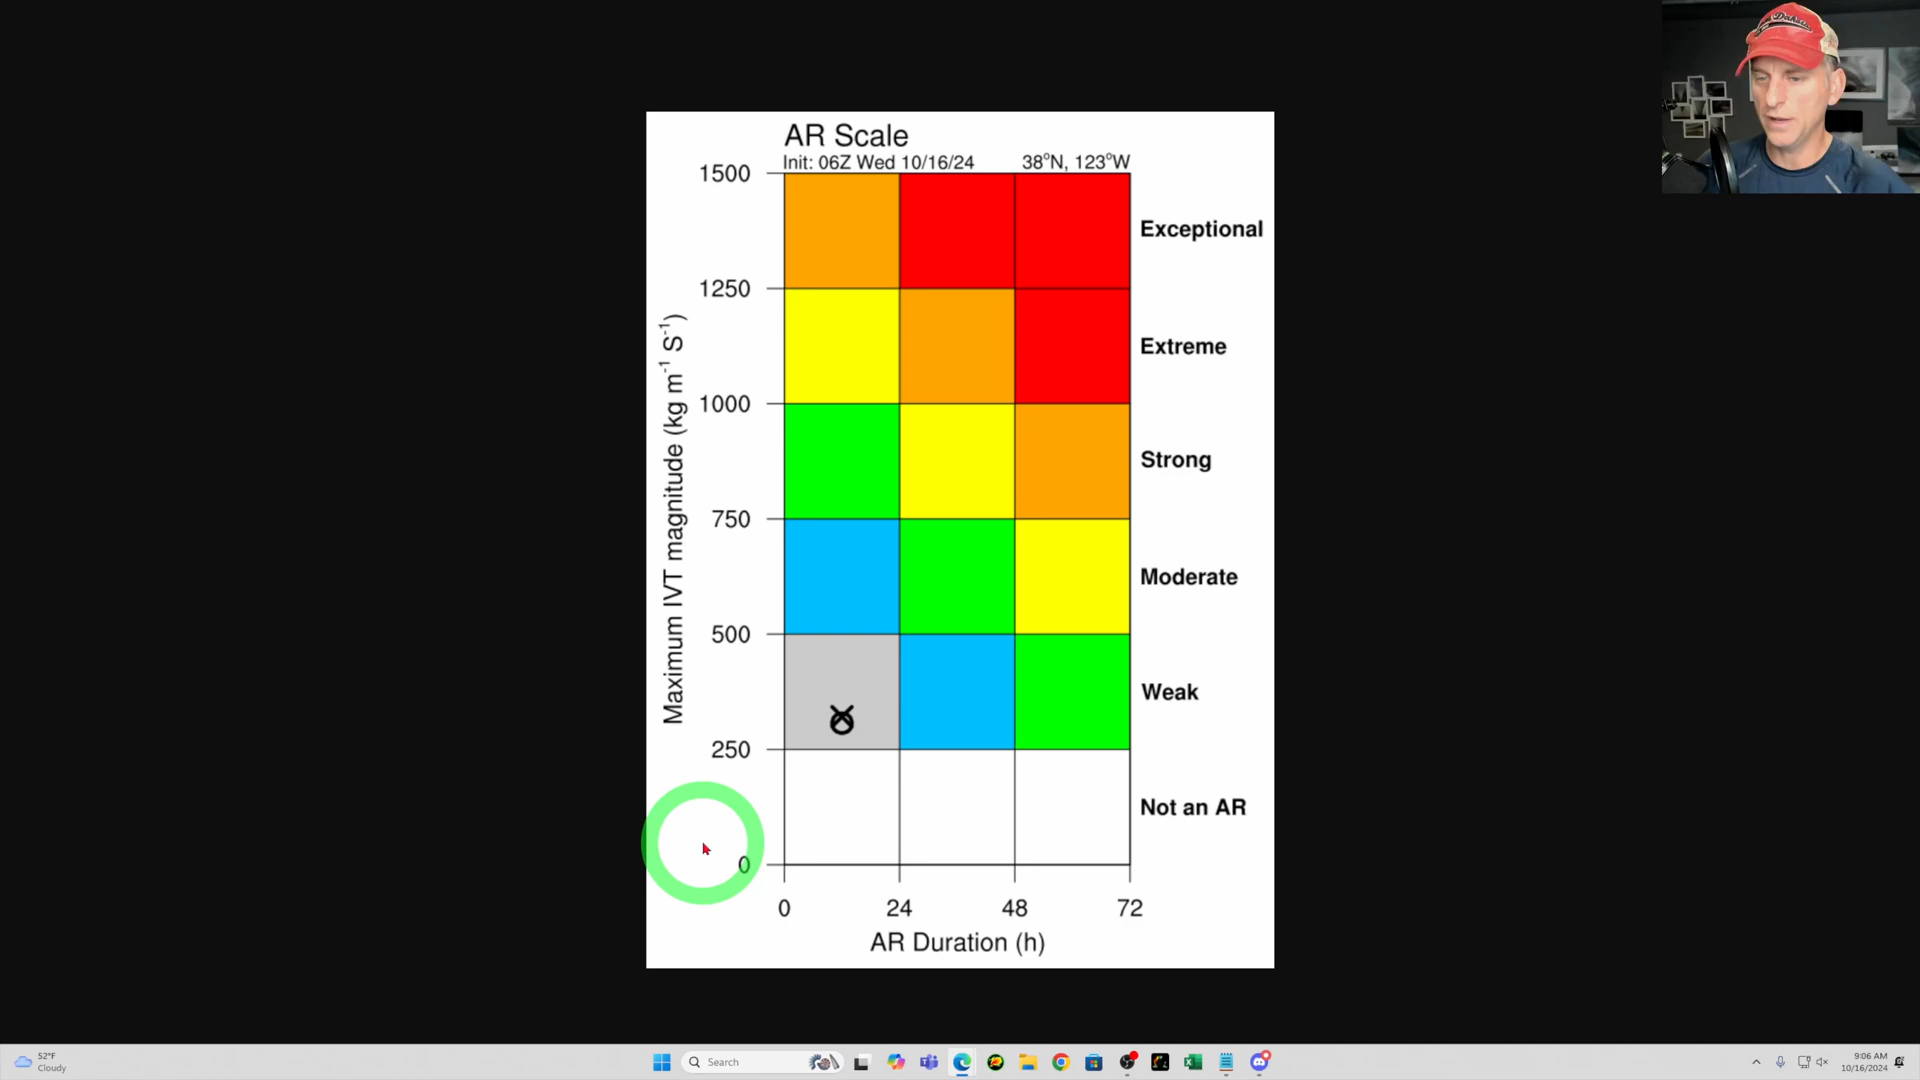 AR Scale
Init: 06Z Wed 10/16/24 38°N, 123°W
1500
Exceptional
1250
Extreme
1000
Strong
750
Moderate
500
Weak
250
Not an AR
0
Maximum IVT magnitude (kg m-1 S-1)
0 24 48 72
AR Duration (h)
52°F
Cloudy
Search
9:06 AM
10/16/2024